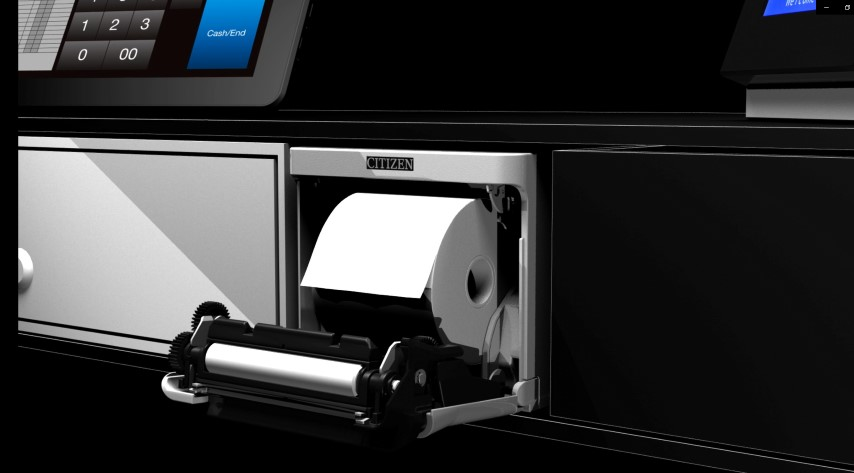 1 2 3
0 00
Cash/End
CITIZEN